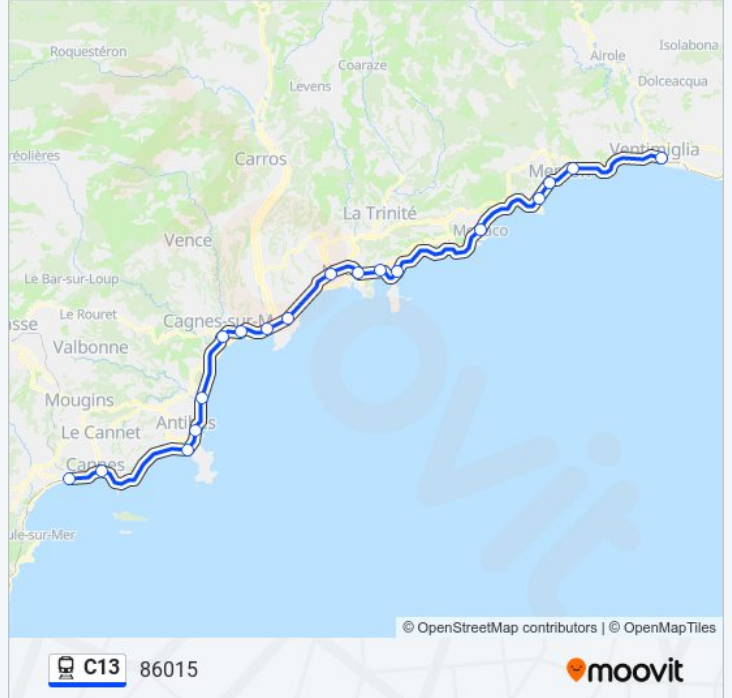 Roquestéron
Coaraze
Isolabona
Airole
Levens
Dolceacqua
réolières
Carros
Ventimiglia
La Trinité
Vence
Le Bar-sur-Loup
Le Rouret
Cagnes-sur-M
asse
Valbonne
Mougins
Le Cannet
Cannes
ule-sur-Mer
© OpenStreetMap contributors | © OpenMapTiles
C13 86015
moovit